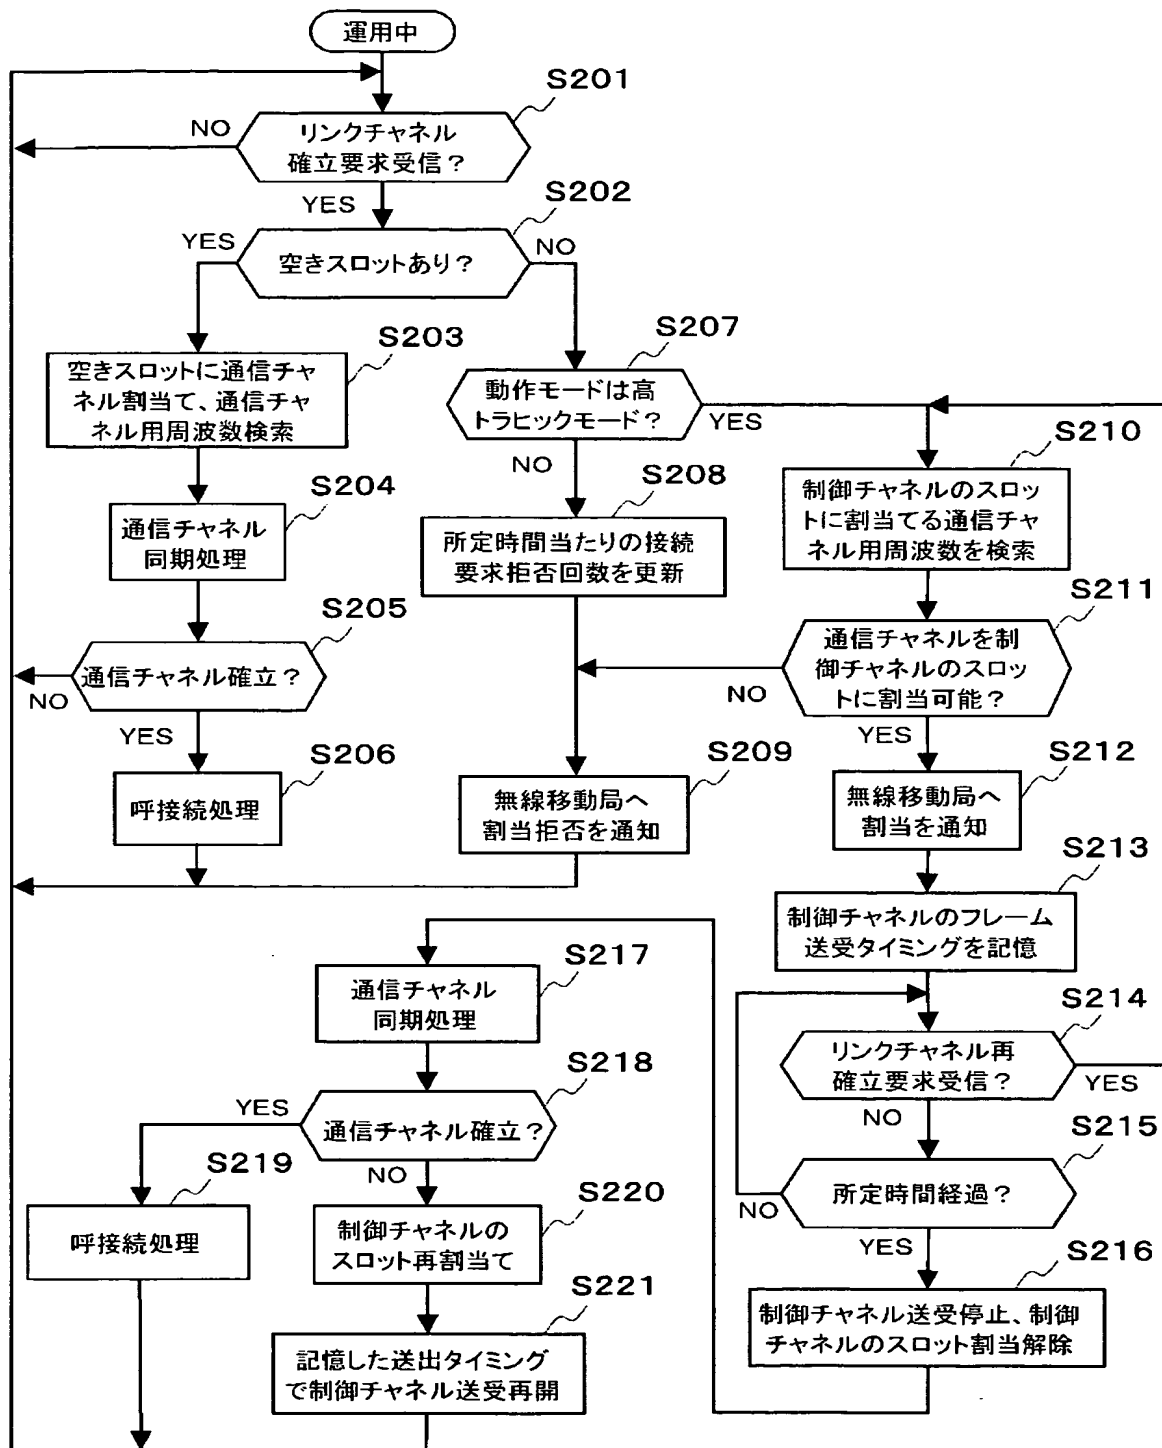 運用中
S201
リンクチャネル
確立要求受信？
NO
YES
S202
空きスロットあり？
YES
NO
S203
空きスロットに通信チャ
ネル割当て、通信チャ
ネル用周波数検索
S204
通信チャネル
同期処理
S205
通信チャネル確立？
NO
YES
S206
呼接続処理
S207
動作モードは高
トラヒックモード？
YES
NO
S208
所定時間当たりの接続
要求拒否回数を更新
S209
無線移動局へ
割当拒否を通知
S210
制御チャネルのスロッ
トに割当てる通信チャ
ネル用周波数を検索
S211
通信チャネルを制
御チャネルのスロッ
トに割当可能？
NO
YES
S212
無線移動局へ
割当を通知
S213
制御チャネルのフレーム
送受タイミングを記憶
S214
リンクチャネル再
確立要求受信？
YES
NO
S215
所定時間経過？
NO
YES
S216
制御チャネル送受停止、制御
チャネルのスロット割当解除
S217
通信チャネル
同期処理
S218
通信チャネル確立？
YES
NO
S219
呼接続処理
S220
制御チャネルの
スロット再割当て
S221
記憶した送出タイミング
で制御チャネル送受再開